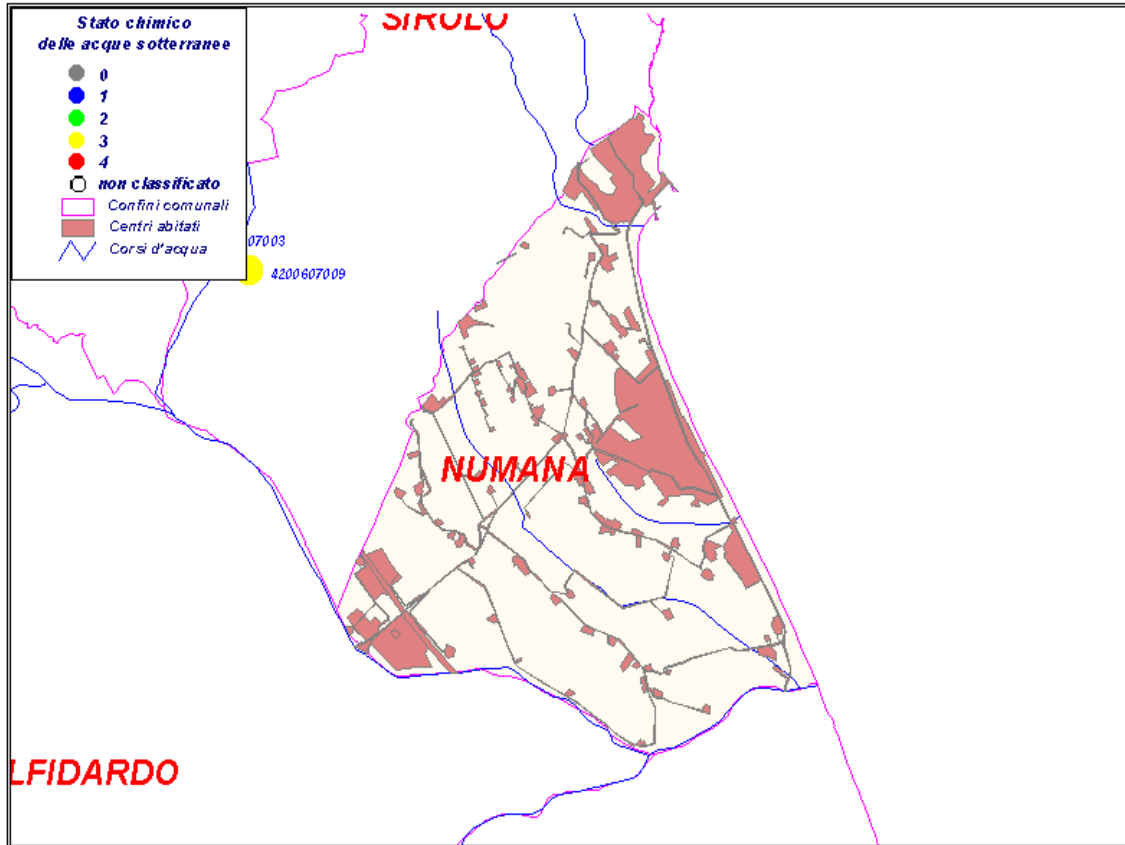 SIROLO
Stato chimico
delle acque sotterranee
0
1
2
3
4
non classificato
Confini comunali
Centri abitati
Corsi d'acqua
07003
4200607009
NUMANA
LFIDARDO